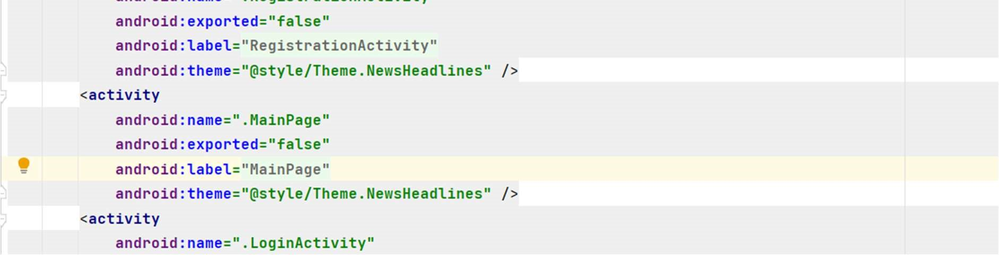 android:name=".RegistrationActivity"
android:exported="false"
android:label="RegistrationActivity"
android:theme="@style/Theme.NewsHeadlines" />
<activity
android:name=".MainPage"
android:exported="false"
android:label="MainPage"
android:theme="@style/Theme.NewsHeadlines" />
<activity
android:name=".LoginActivity"